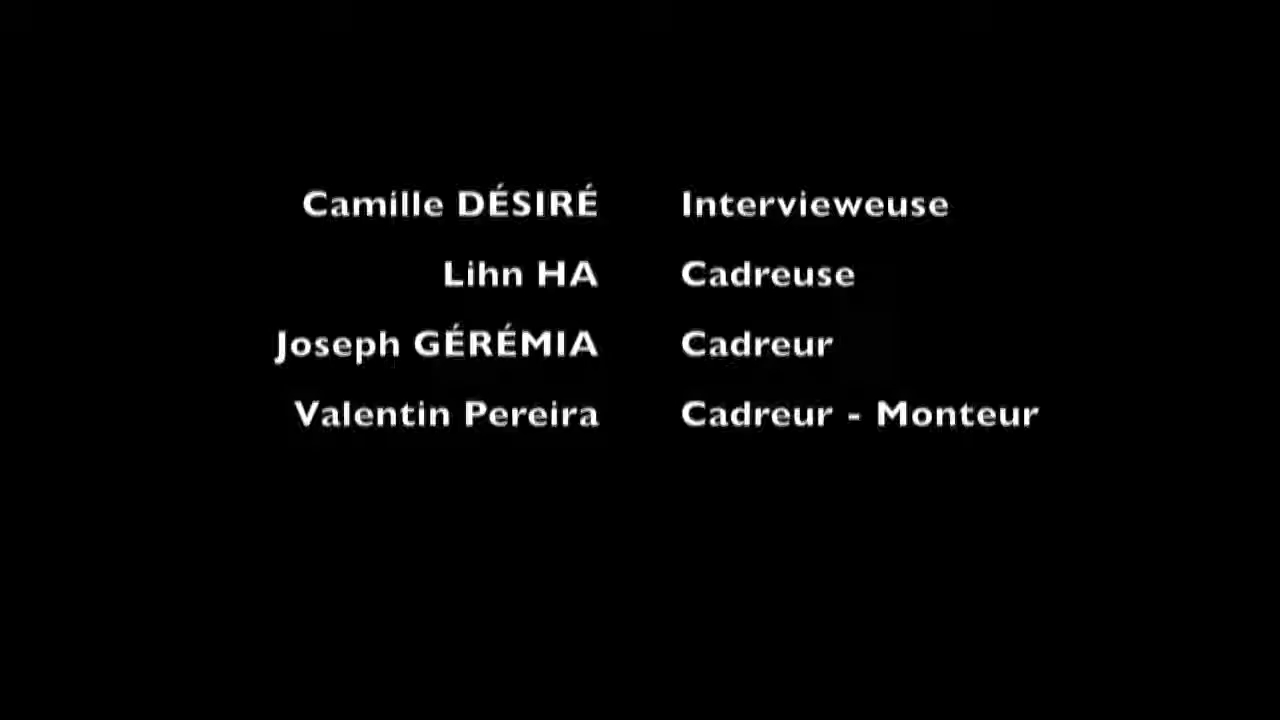 Camille DÉSIRÉ Intervieweuse
Lihn HA Cadreuse
Joseph GÉRÉMIA Cadreur
Valentin Pereira Cadreur - Monteur